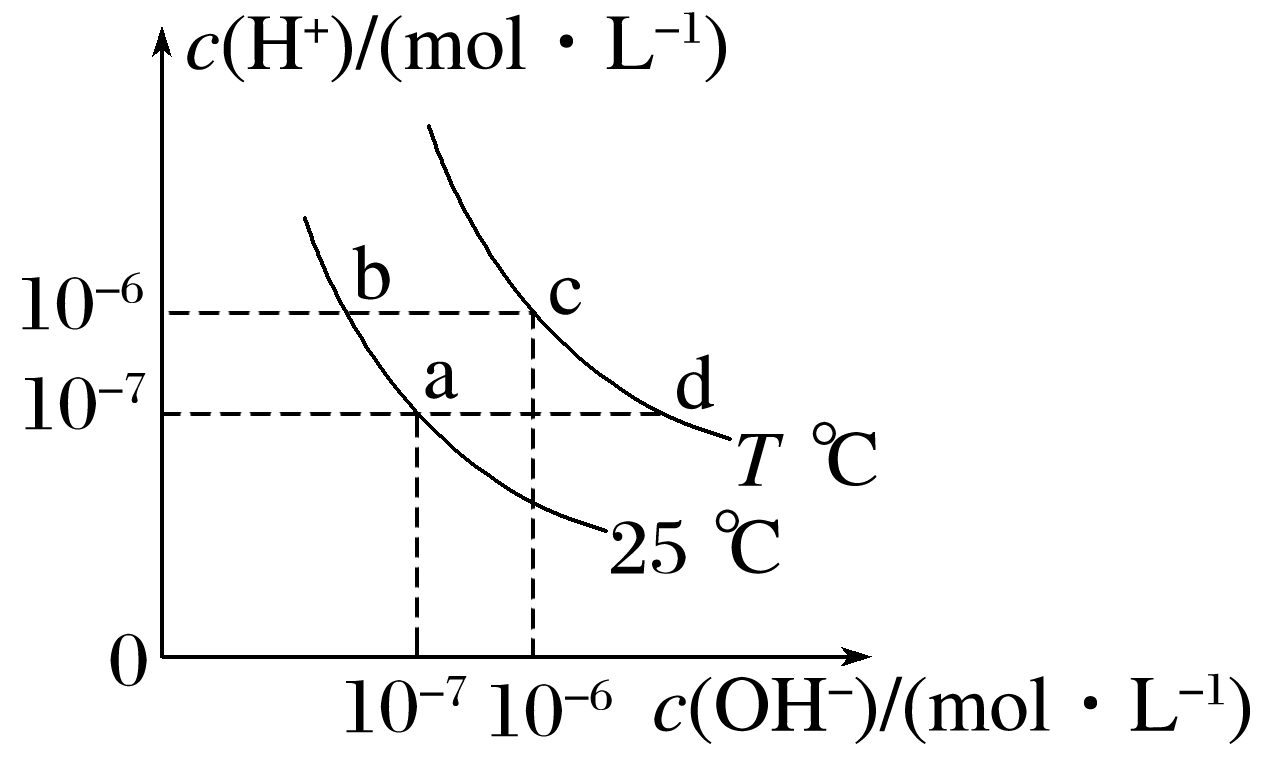 c(H⁺)/(mol · L⁻¹)
b
c
10⁻⁶
a
d
10⁻⁷
T ℃
25 ℃
0
10⁻⁷ 10⁻⁶ c(OH⁻)/(mol · L⁻¹)